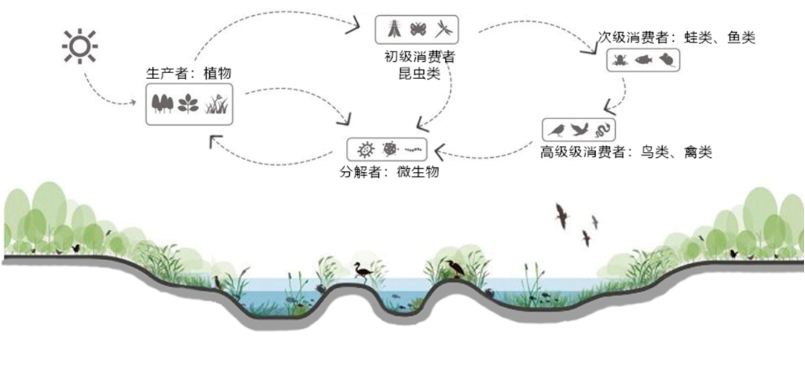 次级消费者：蛙类、鱼类
初级消费者
昆虫类
生产者：植物
高级级消费者：鸟类、禽类
分解者：微生物